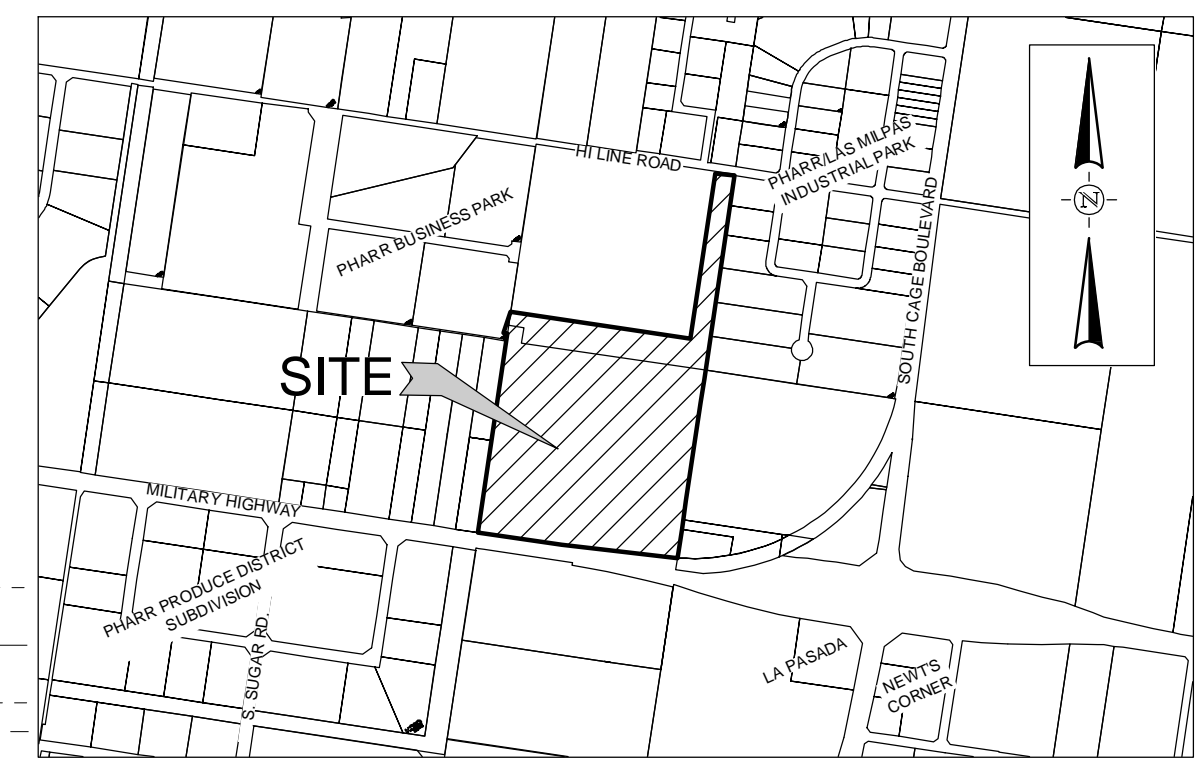 HI LINE ROAD
PHARR/LAS MILPAS
INDUSTRIAL PARK
PHARR BUSINESS PARK
SOUTH CAGE BOULEVARD
N
SITE
MILITARY HIGHWAY
PHARR PRODUCE DISTRICT
SUBDIVISION
S. SUGAR RD.
LA PASADA
NEWT'S
CORNER